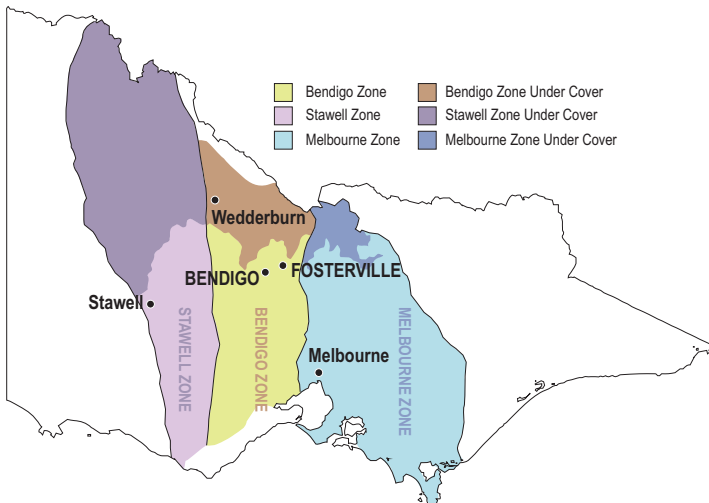 Bendigo Zone
Bendigo Zone Under Cover
Stawell Zone
Stawell Zone Under Cover
Melbourne Zone
Melbourne Zone Under Cover
Wedderburn
FOSTERVILLE
BENDIGO
Stawell
STAWELL ZONE
BENDIGO ZONE
MELBOURNE ZONE
Melbourne